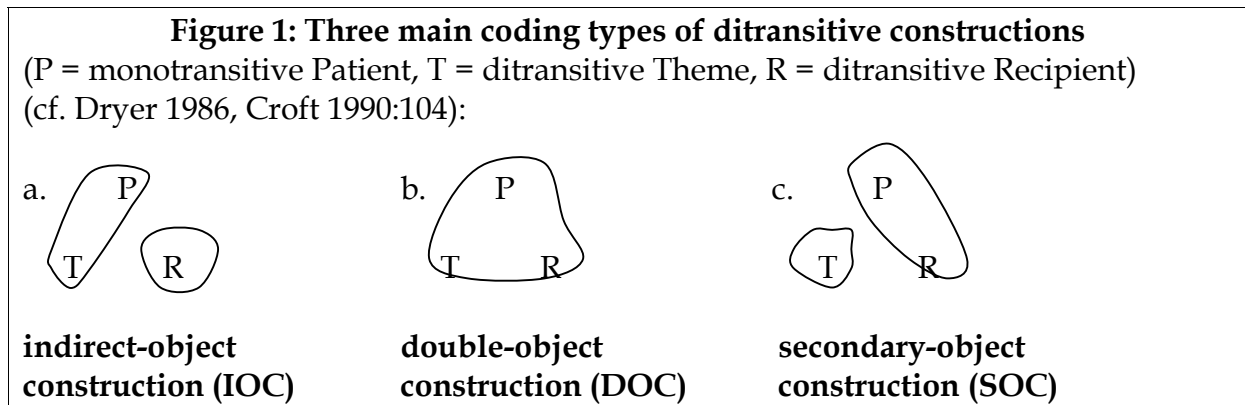 Figure 1: Three main coding types of ditransitive constructions
(P = monotransitive Patient, T = ditransitive Theme, R = ditransitive Recipient)
(cf. Dryer 1986, Croft 1990:104):
a. P b. P c. P
T R T R T R
indirect-object double-object secondary-object
construction (IOC) construction (DOC) construction (SOC)